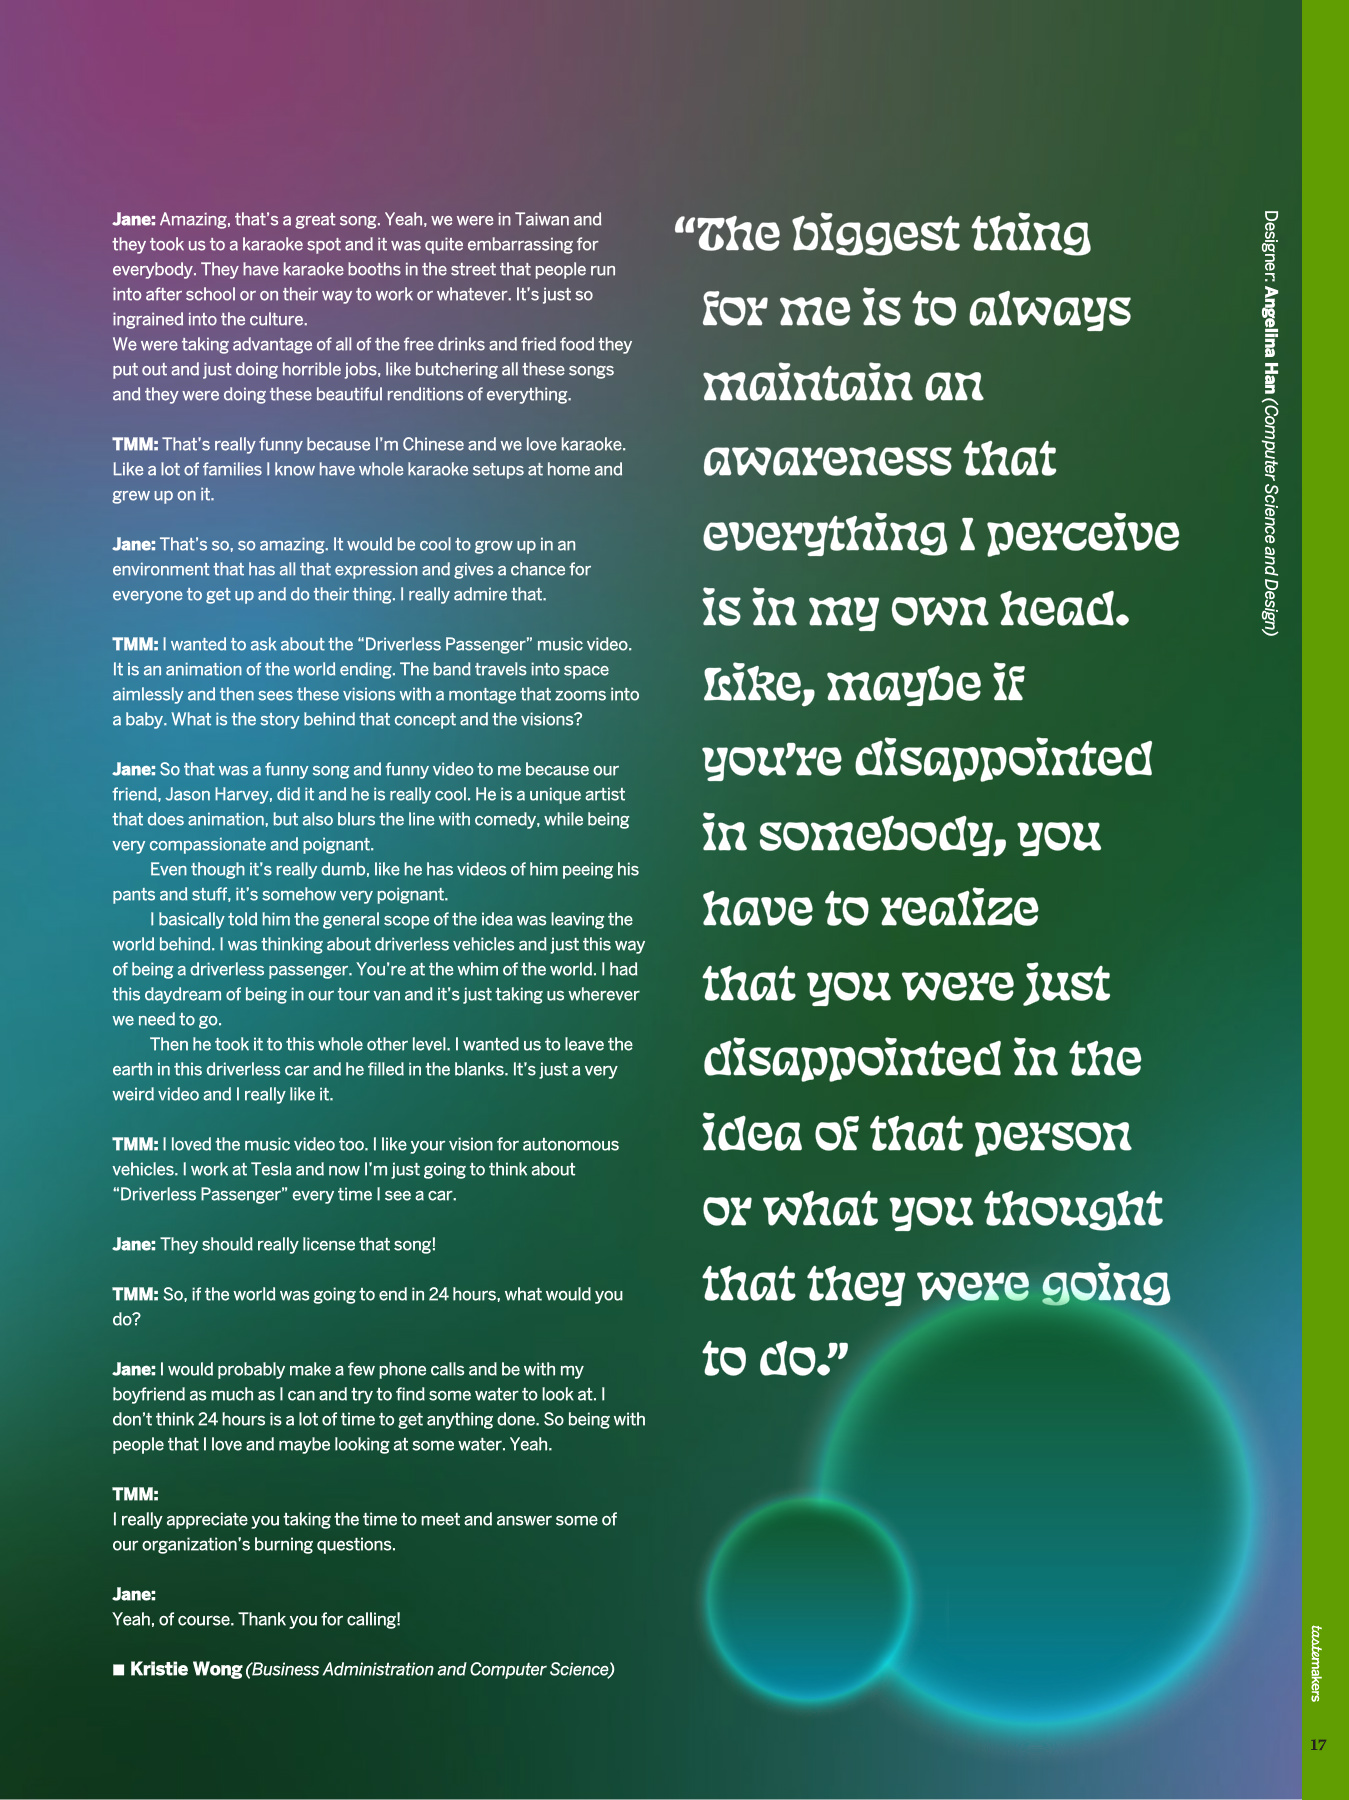 Jane: Amazing, that's a great song. Yeah, we were in Taiwan and
they took us to a karaoke spot and it was quite embarrassing for
everybody. They have karaoke booths in the street that people run
into after school or on their way to work or whatever. It's just so
ingrained into the culture.
We were taking advantage of all of the free drinks and fried food they
put out and just doing horrible jobs, like butchering all these songs
and they were doing these beautiful renditions of everything.
TMM: That's really funny because I'm Chinese and we love karaoke.
Like a lot of families I know have whole karaoke setups at home and
grew up on it.
Jane: That's so, so amazing. It would be cool to grow up in an
environment that has all that expression and gives a chance for
everyone to get up and do their thing. I really admire that.
TMM: I wanted to ask about the “Driverless Passenger” music video.
It is an animation of the world ending. The band travels into space
aimlessly and then sees these visions with a montage that zooms into
a baby. What is the story behind that concept and the visions?
Jane: So that was a funny song and funny video to me because our
friend, Jason Harvey, did it and he is really cool. He is a unique artist
that does animation, but also blurs the line with comedy, while being
very compassionate and poignant.
Even though it's really dumb, like he has videos of him peeing his
pants and stuff, it's somehow very poignant.
I basically told him the general scope of the idea was leaving the
world behind. I was thinking about driverless vehicles and just this way
of being a driverless passenger. You're at the whim of the world. I had
this daydream of being in our tour van and it's just taking us wherever
we need to go.
Then he took it to this whole other level. I wanted us to leave the
earth in this driverless car and he filled in the blanks. It's just a very
weird video and I really like it.
TMM: I loved the music video too. I like your vision for autonomous
vehicles. I work at Tesla and now I'm just going to think about
“Driverless Passenger” every time I see a car.
Jane: They should really license that song!
TMM: So, if the world was going to end in 24 hours, what would you
do?
Jane: I would probably make a few phone calls and be with my
boyfriend as much as I can and try to find some water to look at. I
don't think 24 hours is a lot of time to get anything done. So being with
people that I love and maybe looking at some water. Yeah.
TMM:
I really appreciate you taking the time to meet and answer some of
our organization's burning questions.
Jane:
Yeah, of course. Thank you for calling!
■ Kristie Wong (Business Administration and Computer Science)
“The biggest thing
for me is to always
maintain an
awareness that
everything I perceive
is in my own head.
Like, maybe if
you're disappointed
in somebody, you
have to realize
that you were just
disappointed in the
idea of that person
or what you thought
that they were going
to do.”
Designer: Angelina Han (Computer Science and Design)
tastemakers
17